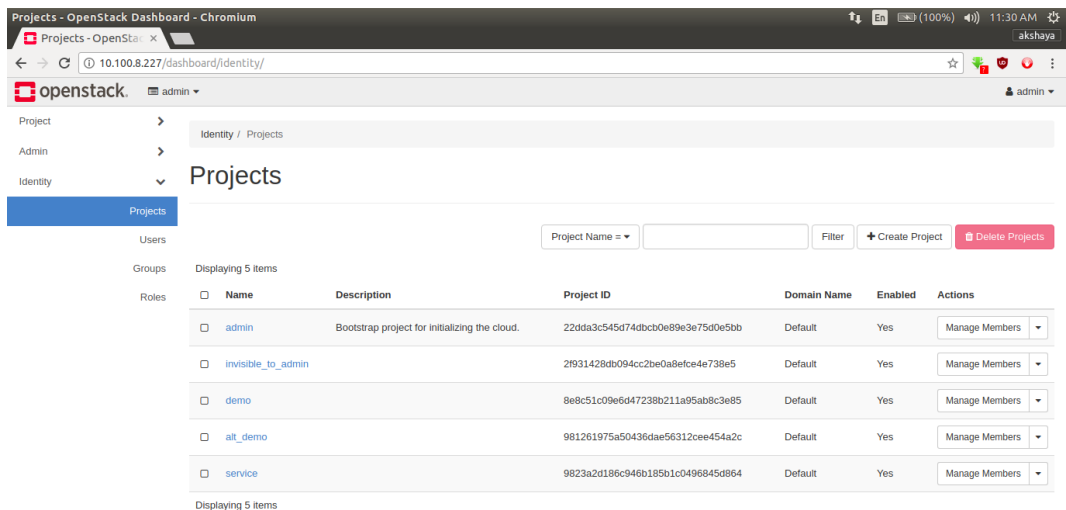 Projects - OpenStack Dashboard - Chromium En (100%) 11:30 AM
Projects - OpenStac × akshaya
10.100.8.227/dashboard/identity/
openstack. admin admin
Project
Admin
Identity
Projects
Users
Groups
Roles
Identity / Projects
Projects
Project Name = Filter Create Project Delete Projects
Displaying 5 items
Name Description Project ID Domain Name Enabled Actions
admin Bootstrap project for initializing the cloud. 22dda3c545d74dbcb0e89e3e75d0e5bb Default Yes Manage Members
invisible_to_admin 2f931428db094cc2be0a8efce4e738e5 Default Yes Manage Members
demo 8e8c51c09e6d47238b211a95ab8c3e85 Default Yes Manage Members
alt_demo 981261975a50436dae56312cee454a2c Default Yes Manage Members
service 9823a2d186c946b185b1c0496845d864 Default Yes Manage Members
Displaying 5 items